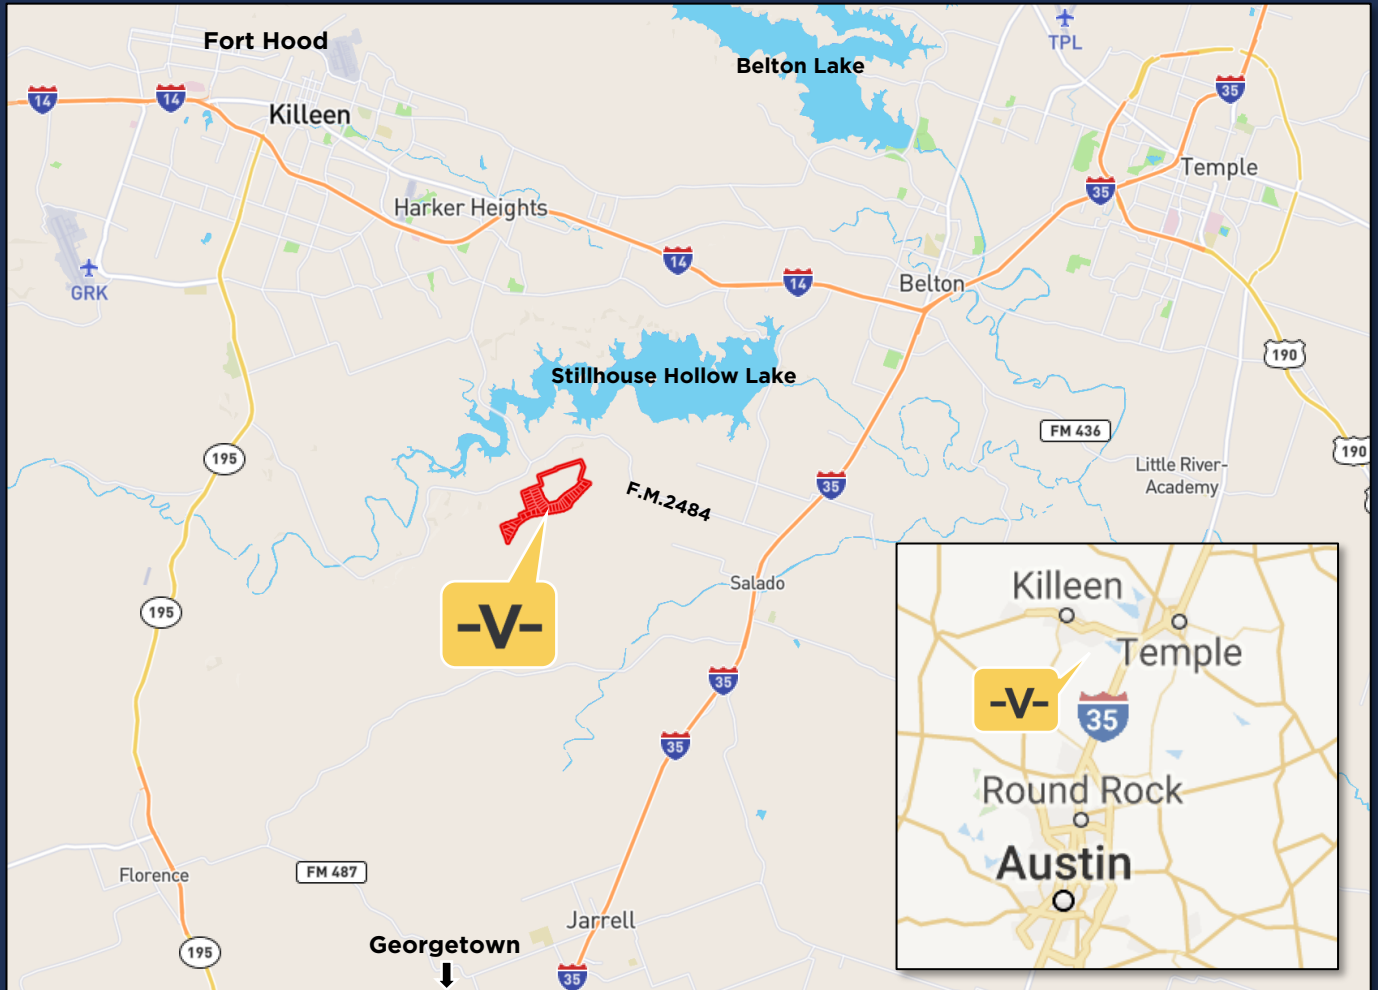 Fort Hood
Belton Lake
TPL
35
14
14
Killeen
Temple
35
Harker Heights
14
14
Belton
GRK
190
Stillhouse Hollow Lake
FM 436
190
195
Little River-
Academy
35
F.M.2484
Salado
195
-V-
35
35
Florence
FM 487
Jarrell
Georgetown
195
35
Killeen
Temple
-V-
35
Round Rock
Austin